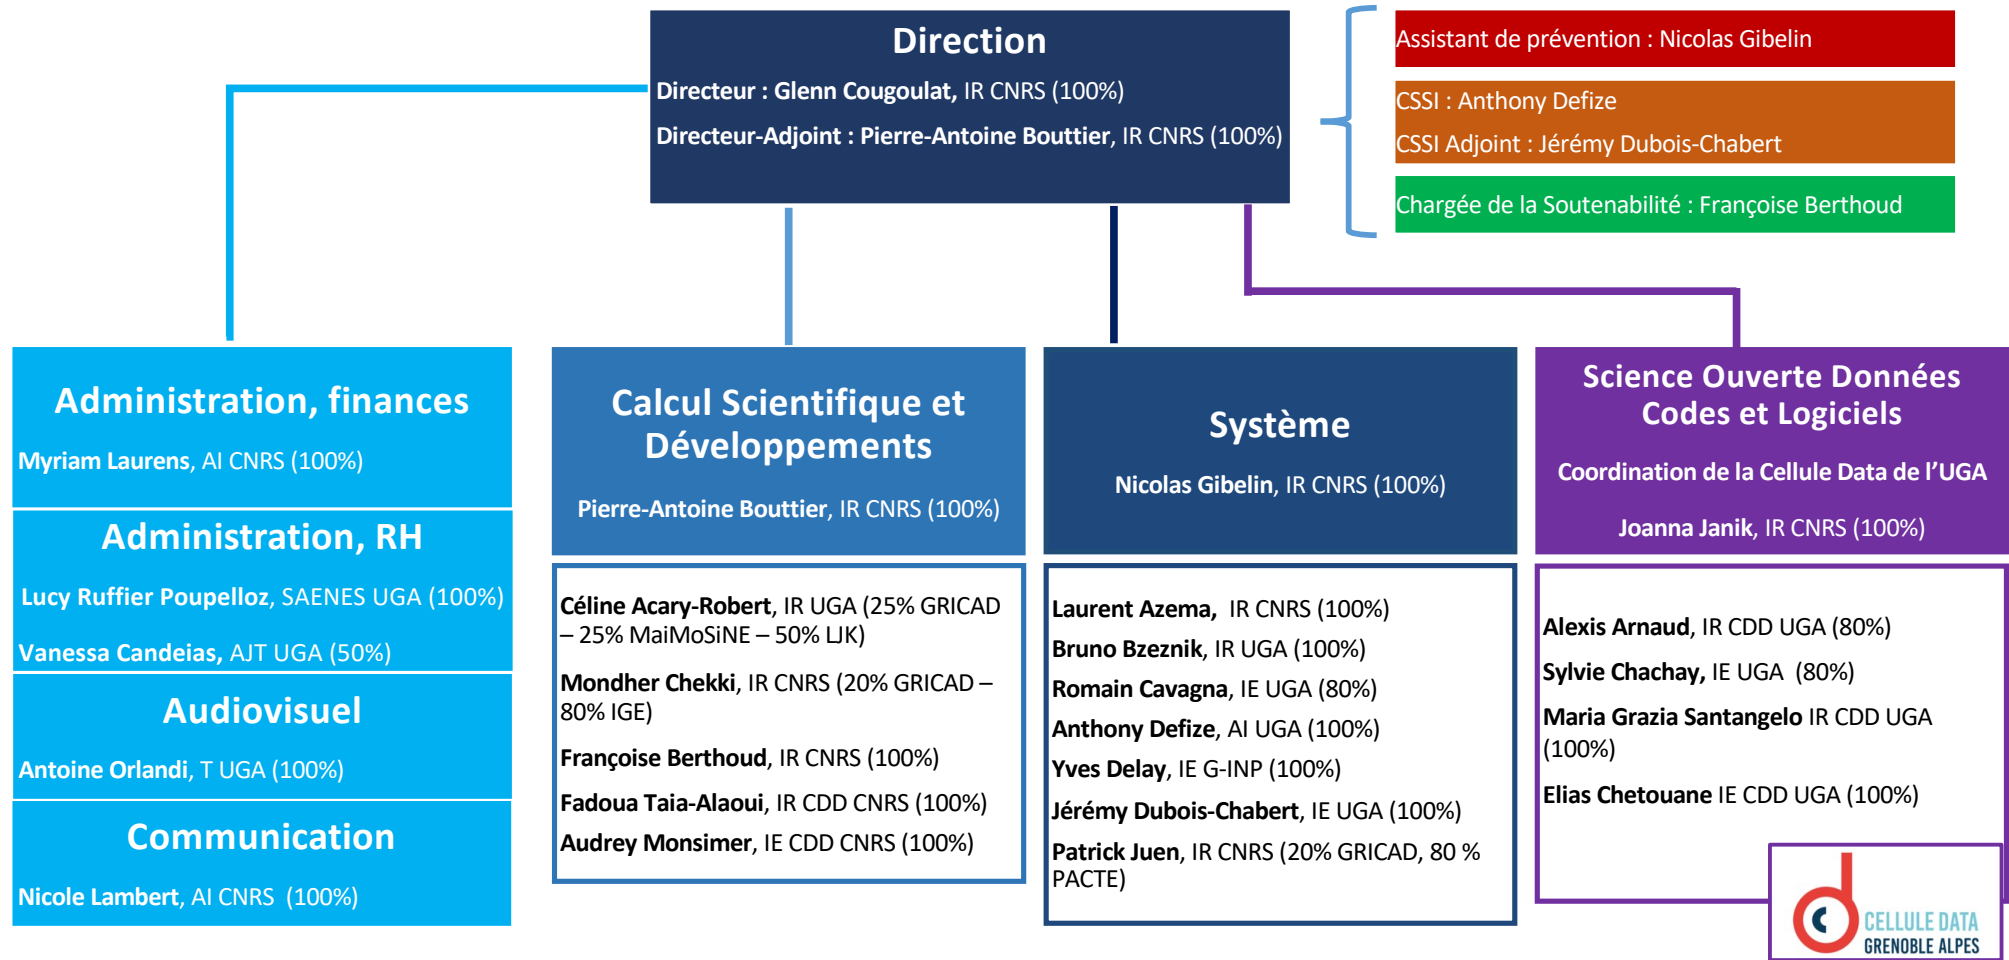 Direction
Directeur : Glenn Cougoulat, IR CNRS (100%)
Directeur-Adjoint : Pierre-Antoine Bouttier, IR CNRS (100%)
Assistant de prévention : Nicolas Gibelin
CSSI : Anthony Defize
CSSI Adjoint : Jérémy Dubois-Chabert
Chargée de la Soutenabilité : Françoise Berthoud
Administration, finances
Myriam Laurens, AI CNRS (100%)
Administration, RH
Lucy Ruffier Poupelloz, SAENES UGA (100%)
Vanessa Candeias, AJT UGA (50%)
Audiovisuel
Antoine Orlandi, T UGA (100%)
Communication
Nicole Lambert, AI CNRS (100%)
Calcul Scientifique et
Développements
Pierre-Antoine Bouttier, IR CNRS (100%)
Céline Acary-Robert, IR UGA (25% GRICAD
– 25% MaiMoSiNE – 50% LJK)
Mondher Chekki, IR CNRS (20% GRICAD –
80% IGE)
Françoise Berthoud, IR CNRS (100%)
Fadoua Taia-Alaoui, IR CDD CNRS (100%)
Audrey Monsimer, IE CDD CNRS (100%)
Système
Nicolas Gibelin, IR CNRS (100%)
Laurent Azema, IR CNRS (100%)
Bruno Bzeznik, IR UGA (100%)
Romain Cavagna, IE UGA (80%)
Anthony Defize, AI UGA (100%)
Yves Delay, IE G-INP (100%)
Jérémy Dubois-Chabert, IE UGA (100%)
Patrick Juen, IR CNRS (20% GRICAD, 80 %
PACTE)
Science Ouverte Données
Codes et Logiciels
Coordination de la Cellule Data de l’UGA
Joanna Janik, IR CNRS (100%)
Alexis Arnaud, IR CDD UGA (80%)
Sylvie Chachay, IE UGA (80%)
Maria Grazia Santangelo IR CDD UGA
(100%)
Elias Chetouane IE CDD UGA (100%)
CELLULE DATA
GRENOBLE ALPES